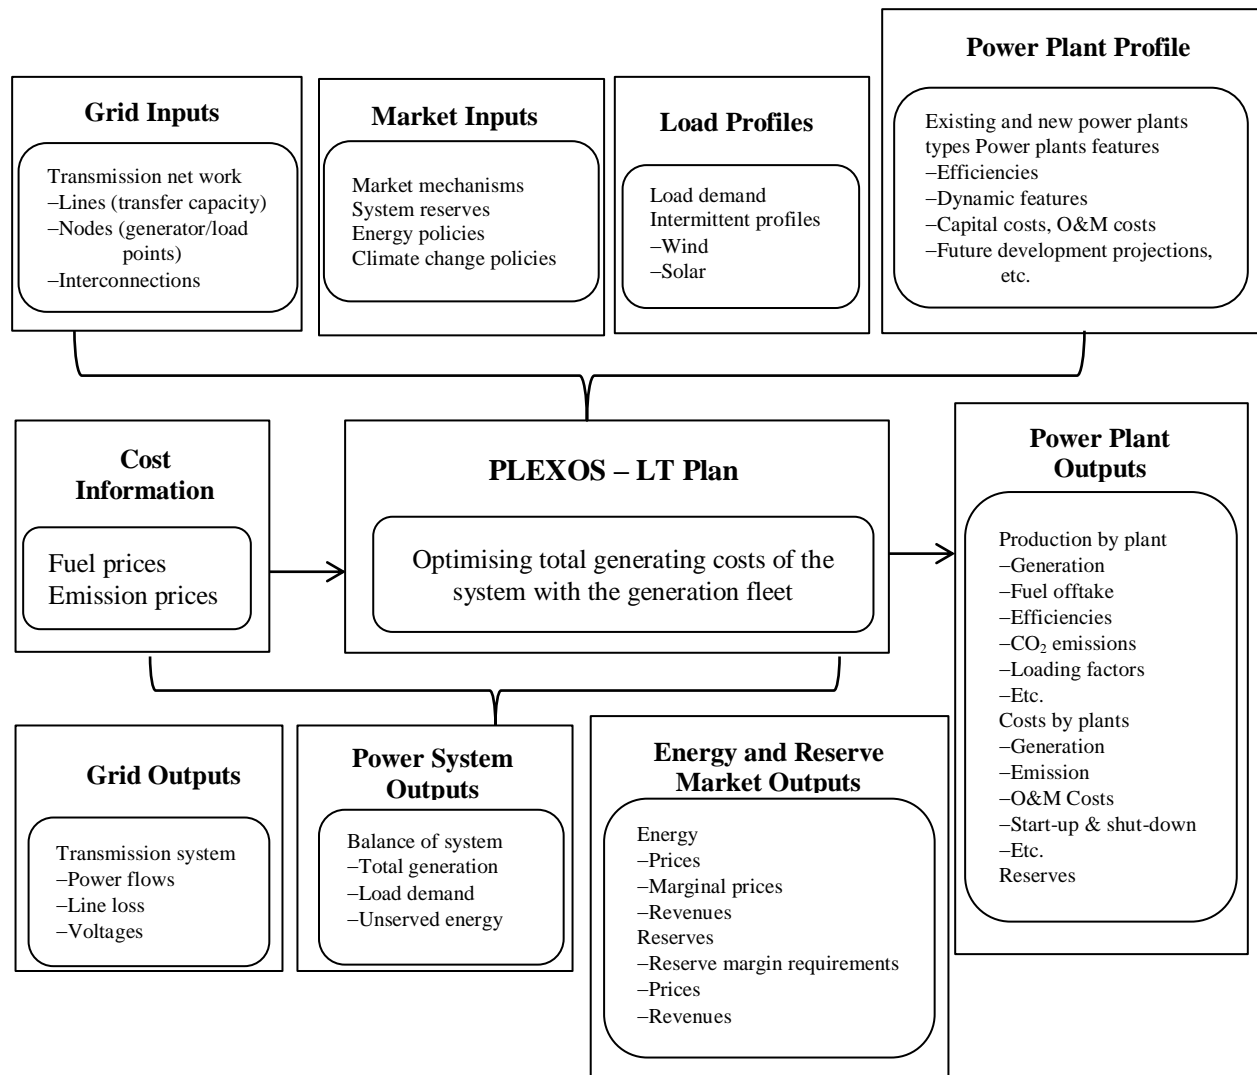 Grid Inputs
Transmission net work
–Lines (transfer capacity)
–Nodes (generator/load
points)
–Interconnections
Market Inputs
Market mechanisms
System reserves
Energy policies
Climate change policies
Load Profiles
Load demand
Intermittent profiles
–Wind
–Solar
Power Plant Profile
Existing and new power plants
types Power plants features
–Efficiencies
–Dynamic features
–Capital costs, O&M costs
–Future development projections,
etc.
Cost
Information
Fuel prices
Emission prices
PLEXOS – LT Plan
Optimising total generating costs of the
system with the generation fleet
Power Plant
Outputs
Production by plant
–Generation
–Fuel offtake
–Efficiencies
–CO₂ emissions
–Loading factors
–Etc.
Costs by plants
–Generation
–Emission
–O&M Costs
–Start-up & shut-down
–Etc.
Reserves
Grid Outputs
Transmission system
–Power flows
–Line loss
–Voltages
Power System
Outputs
Balance of system
–Total generation
–Load demand
–Unserved energy
Energy and Reserve
Market Outputs
Energy
–Prices
–Marginal prices
–Revenues
Reserves
–Reserve margin requirements
–Prices
–Revenues